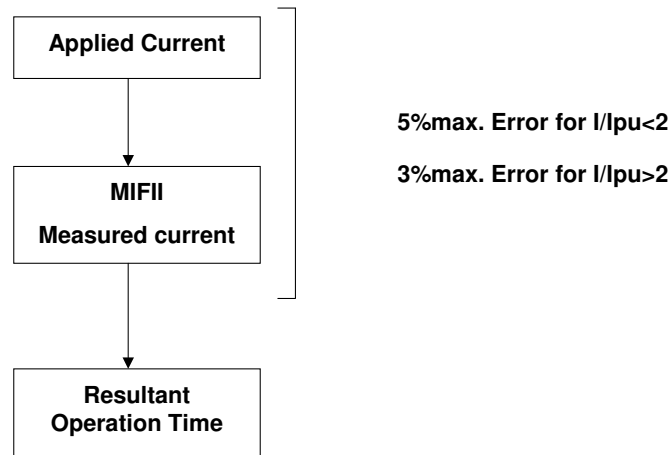 Applied Current
5%max. Error for I/Ipu<2
3%max. Error for I/Ipu>2
MIFII
Measured current
Resultant
Operation Time